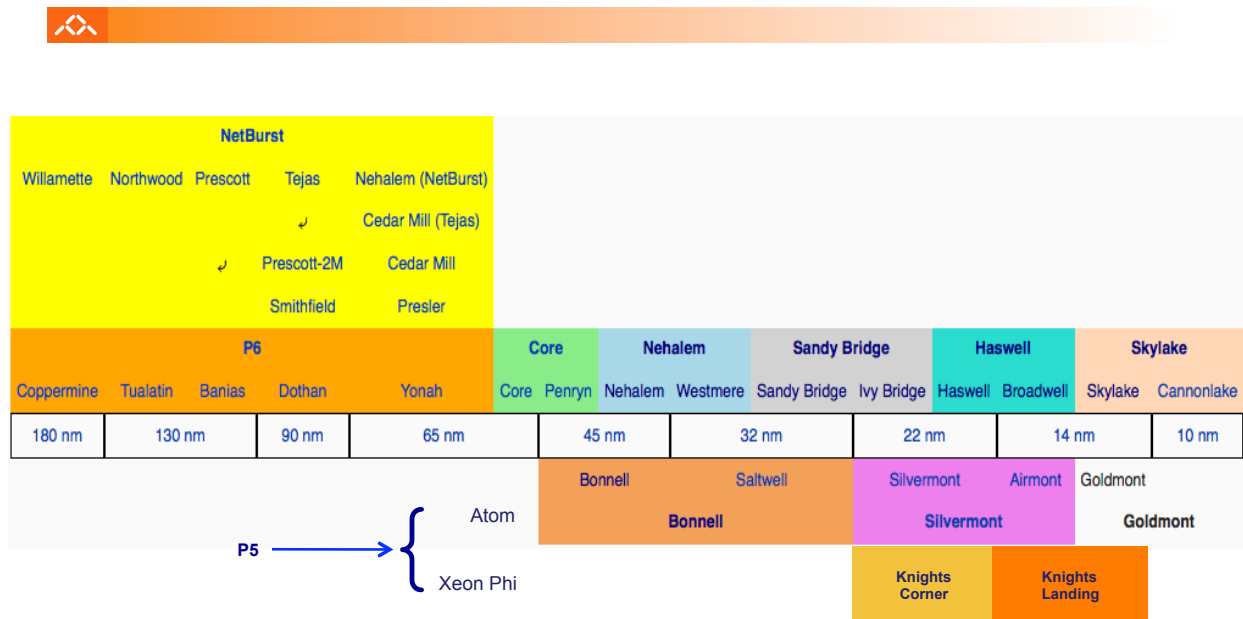 NetBurst
Willamette Northwood Prescott Tejas Nehalem (NetBurst)
Cedar Mill (Tejas)
Prescott-2M Cedar Mill
Smithfield Presler
P6 Core Nehalem Sandy Bridge Haswell Skylake
Coppermine Tualatin Banias Dothan Yonah Core Penryn Nehalem Westmere Sandy Bridge Ivy Bridge Haswell Broadwell Skylake Cannonlake
180 nm 130 nm 90 nm 65 nm 45 nm 32 nm 22 nm 14 nm 10 nm
Bonnell Saltwell Silvermont Airmont Goldmont
Atom Bonnell Silvermont Goldmont
P5
Xeon Phi
Knights Knights
Corner Landing